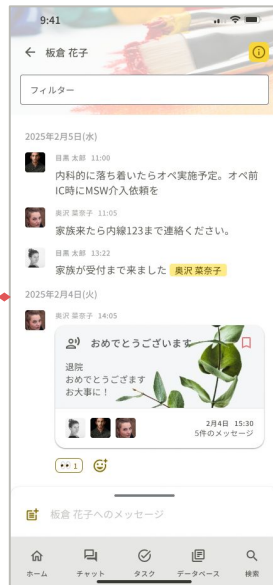 9:41
板倉 花子
フィルター
2025年2月5日(水)
目黒 太郎 11:00
内科的に落ち着いたらオペ実施予定。オペ前
IC時にMSW介入依頼を
奥沢 菜奈子 11:05
家族来たら内線123まで連絡ください。
目黒 太郎 13:22
家族が受付まで来ました 奥沢 菜奈子
2025年2月4日(火)
奥沢 菜奈子 14:05
おめでとうございます
退院
おめでとうござます
お大事に！
2月4日 15:30
5件のメッセージ
1
板倉 花子へのメッセージ
ホーム
チャット
タスク
データベース
検索